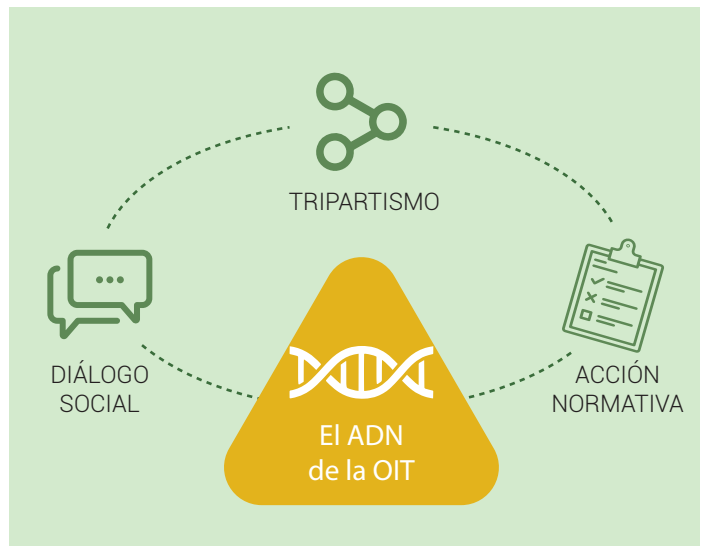 TRIPARTISMO
DIÁLOGO
SOCIAL
ACCIÓN
NORMATIVA
El ADN
de la OIT